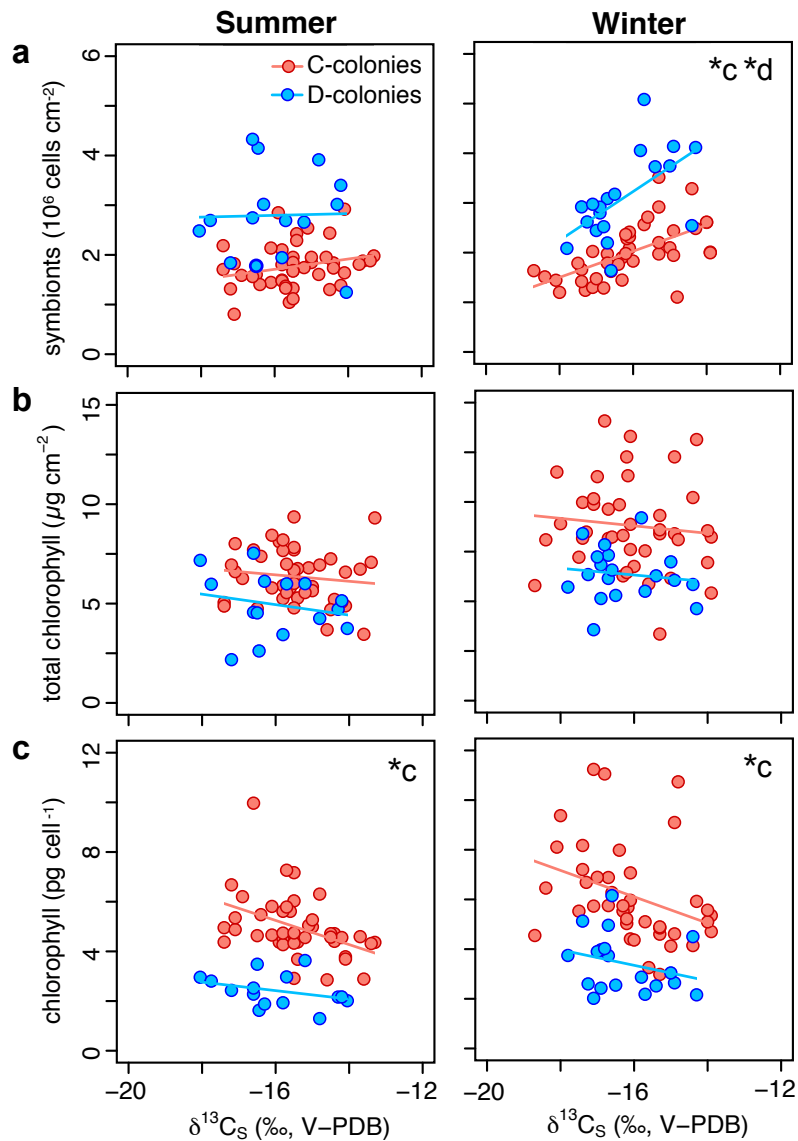 Summer Winter
a
6
4
2
0
symbionts (10⁶ cells cm⁻²)
C-colonies
D-colonies
*c *d
b
15
10
5
0
total chlorophyll (µg cm⁻²)
c
12
8
4
0
chlorophyll (pg cell⁻¹)
*c
*c
−20 −16 −12
−20 −16 −12
δ¹³Cₛ (‰, V−PDB)
δ¹³Cₛ (‰, V−PDB)